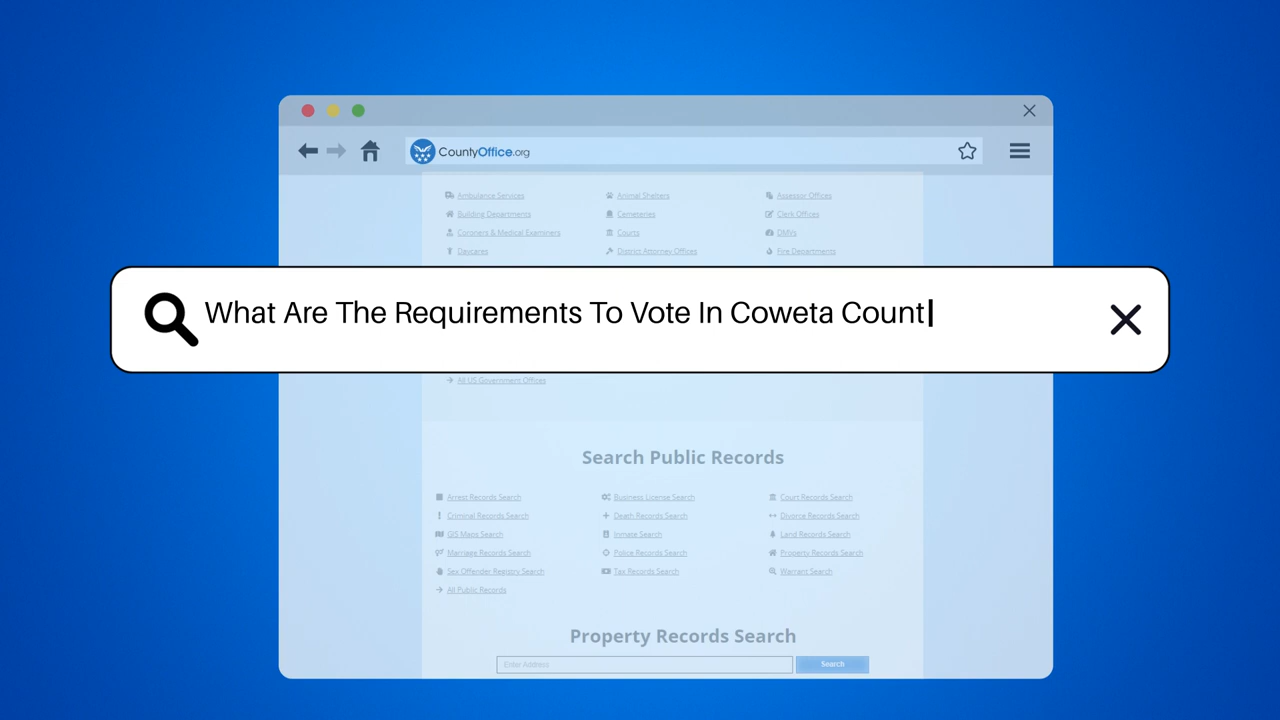 CountyOffice.org
Ambulance Services
Animal Shelters
Assessor Offices
Building Departments
Cemeteries
Clerk Offices
Coroners & Medical Examiners
Courts
DMVs
Daycares
District Attorney Offices
Fire Departments
What Are The Requirements To Vote In Coweta Count
All US Government Offices
Search Public Records
Arrest Records Search
Business License Search
Court Records Search
Criminal Records Search
Death Records Search
Divorce Records Search
GIS Maps Search
Inmate Search
Land Records Search
Marriage Records Search
Police Records Search
Property Records Search
Sex Offender Registry Search
Tax Records Search
Warrant Search
All Public Records
Property Records Search
Enter Address
Search